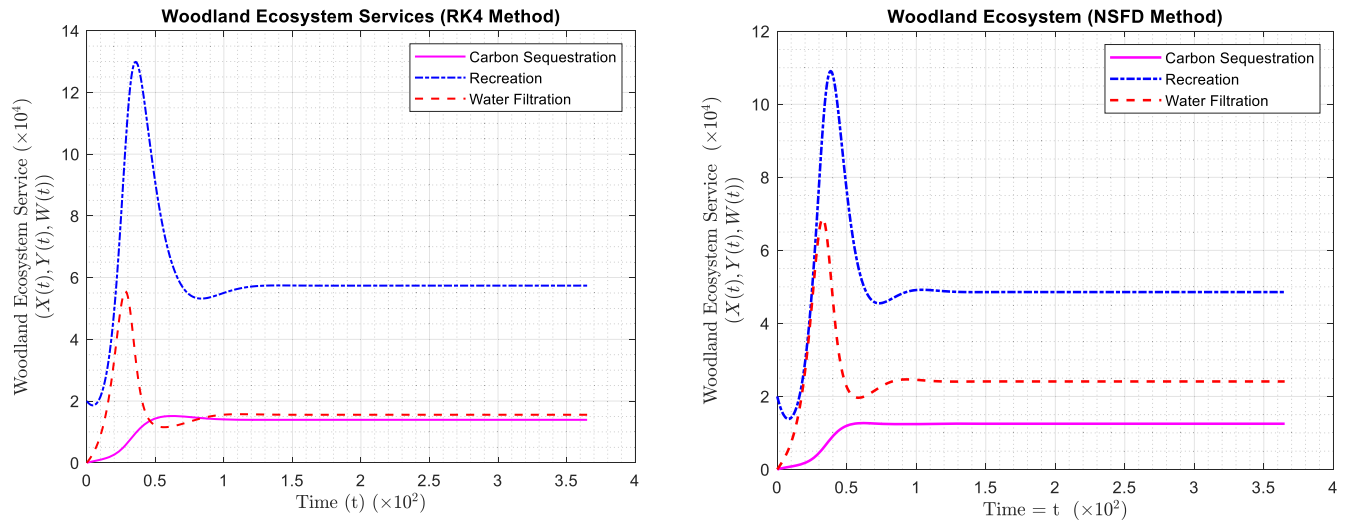 Woodland Ecosystem Services (RK4 Method)
14
12
10
8
6
4
2
0
0
0.5
1
1.5
2
2.5
3
3.5
4
Woodland Ecosystem Service (×10⁴)
(X(t), Y(t), W(t))
Time (t) (×10²)
Carbon Sequestration
Recreation
Water Filtration
Woodland Ecosystem (NSFD Method)
12
10
8
6
4
2
0
0
0.5
1
1.5
2
2.5
3
3.5
4
Woodland Ecosystem Service (×10⁴)
(X(t), Y(t), W(t))
Time = t (×10²)
Carbon Sequestration
Recreation
Water Filtration